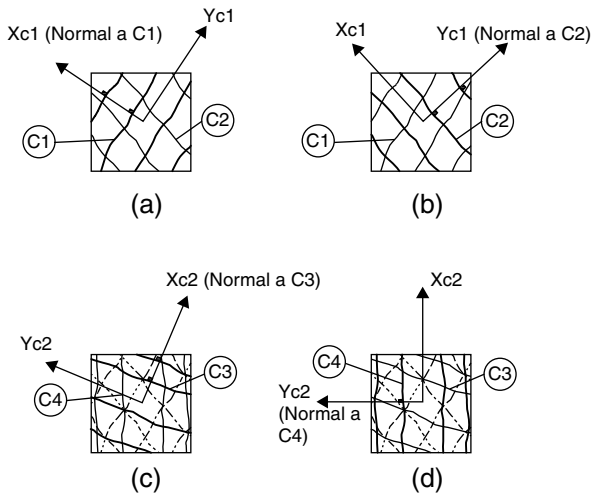 Yc1
Xc1 (Normal a C1)
C2
C1
(a)
Xc1
Yc1 (Normal a C2)
C1
C2
(b)
Xc2 (Normal a C3)
Yc2
C3
C4
(c)
Xc2
C4
C3
Yc2
(Normal a
C4)
(d)